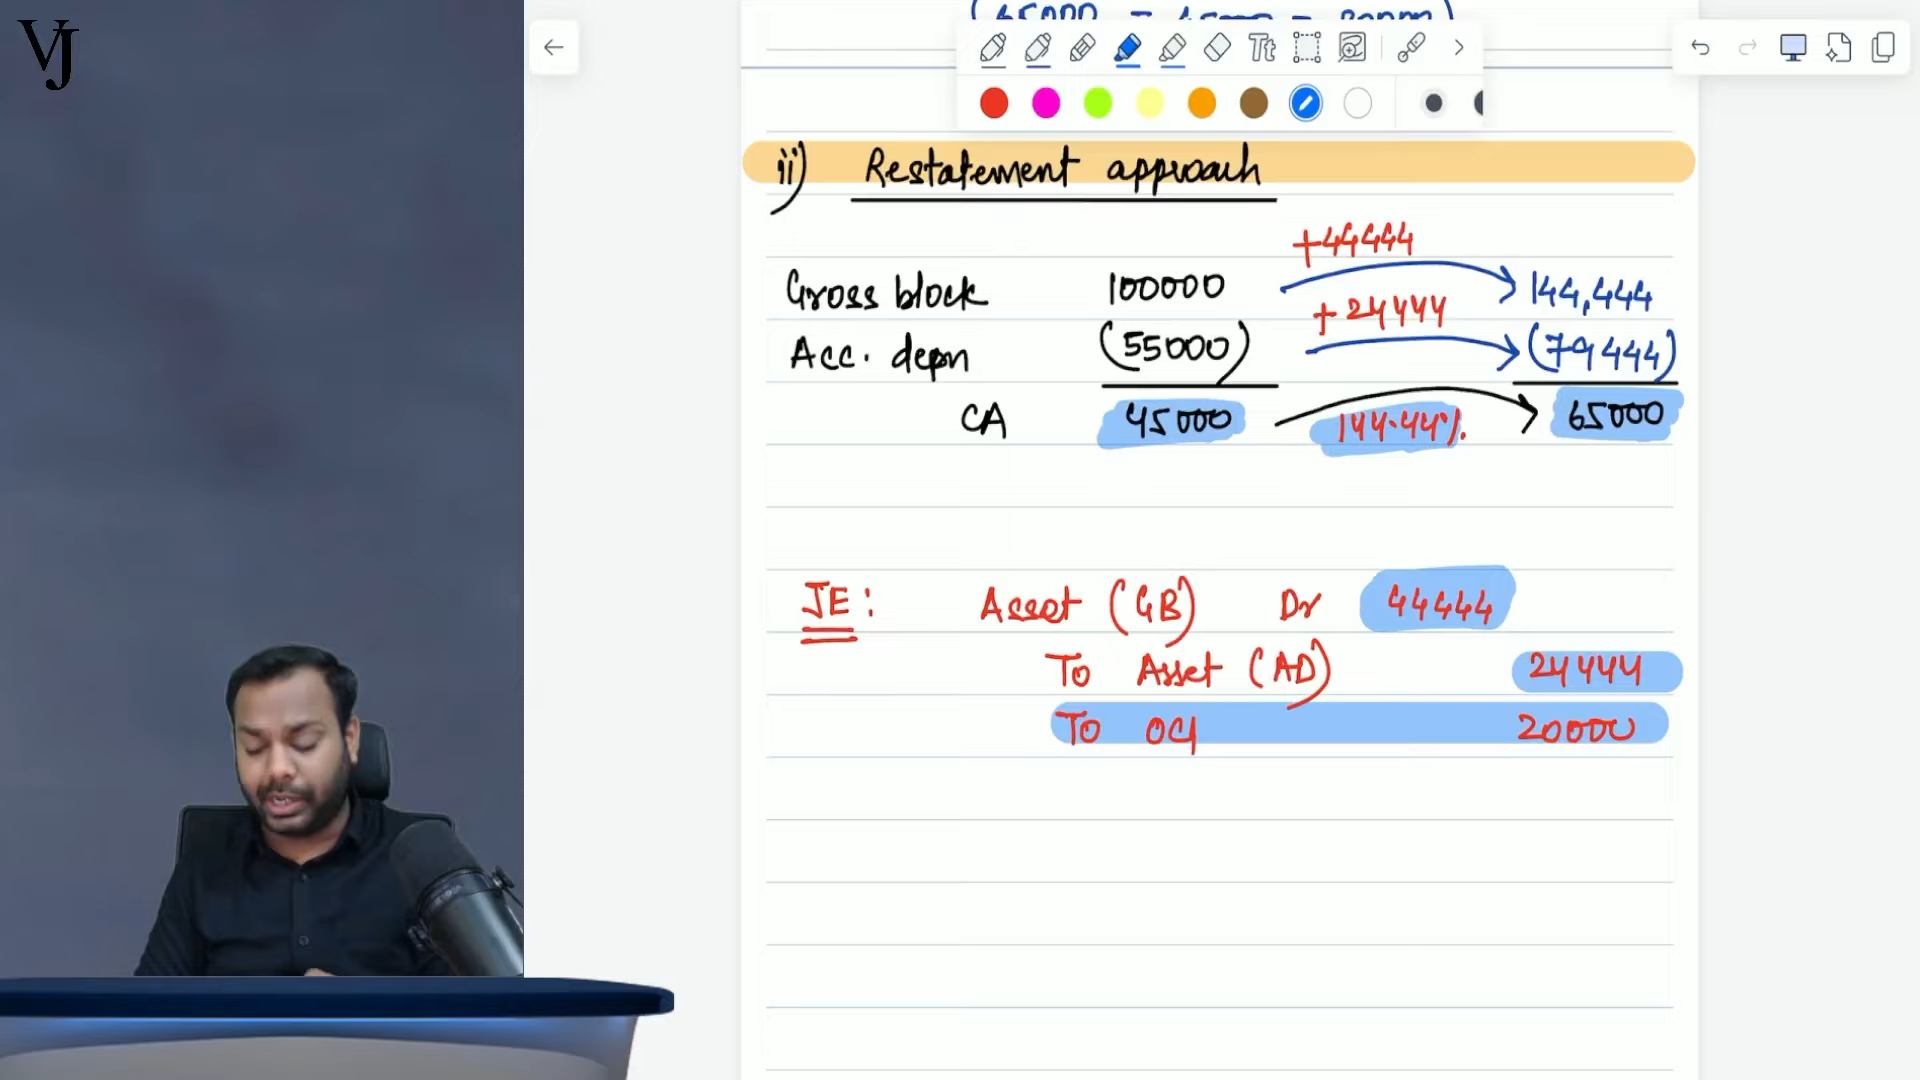 VJ
Tt
ii) Restatement approach
+44444
Gross block 100000 144,444
+24444
Acc. depn (55000) (79444)
CA 45000 144.44%. 65000
JE: Asset (GB) Dr 44444
To Asset (AD) 24444
To OCI 20000